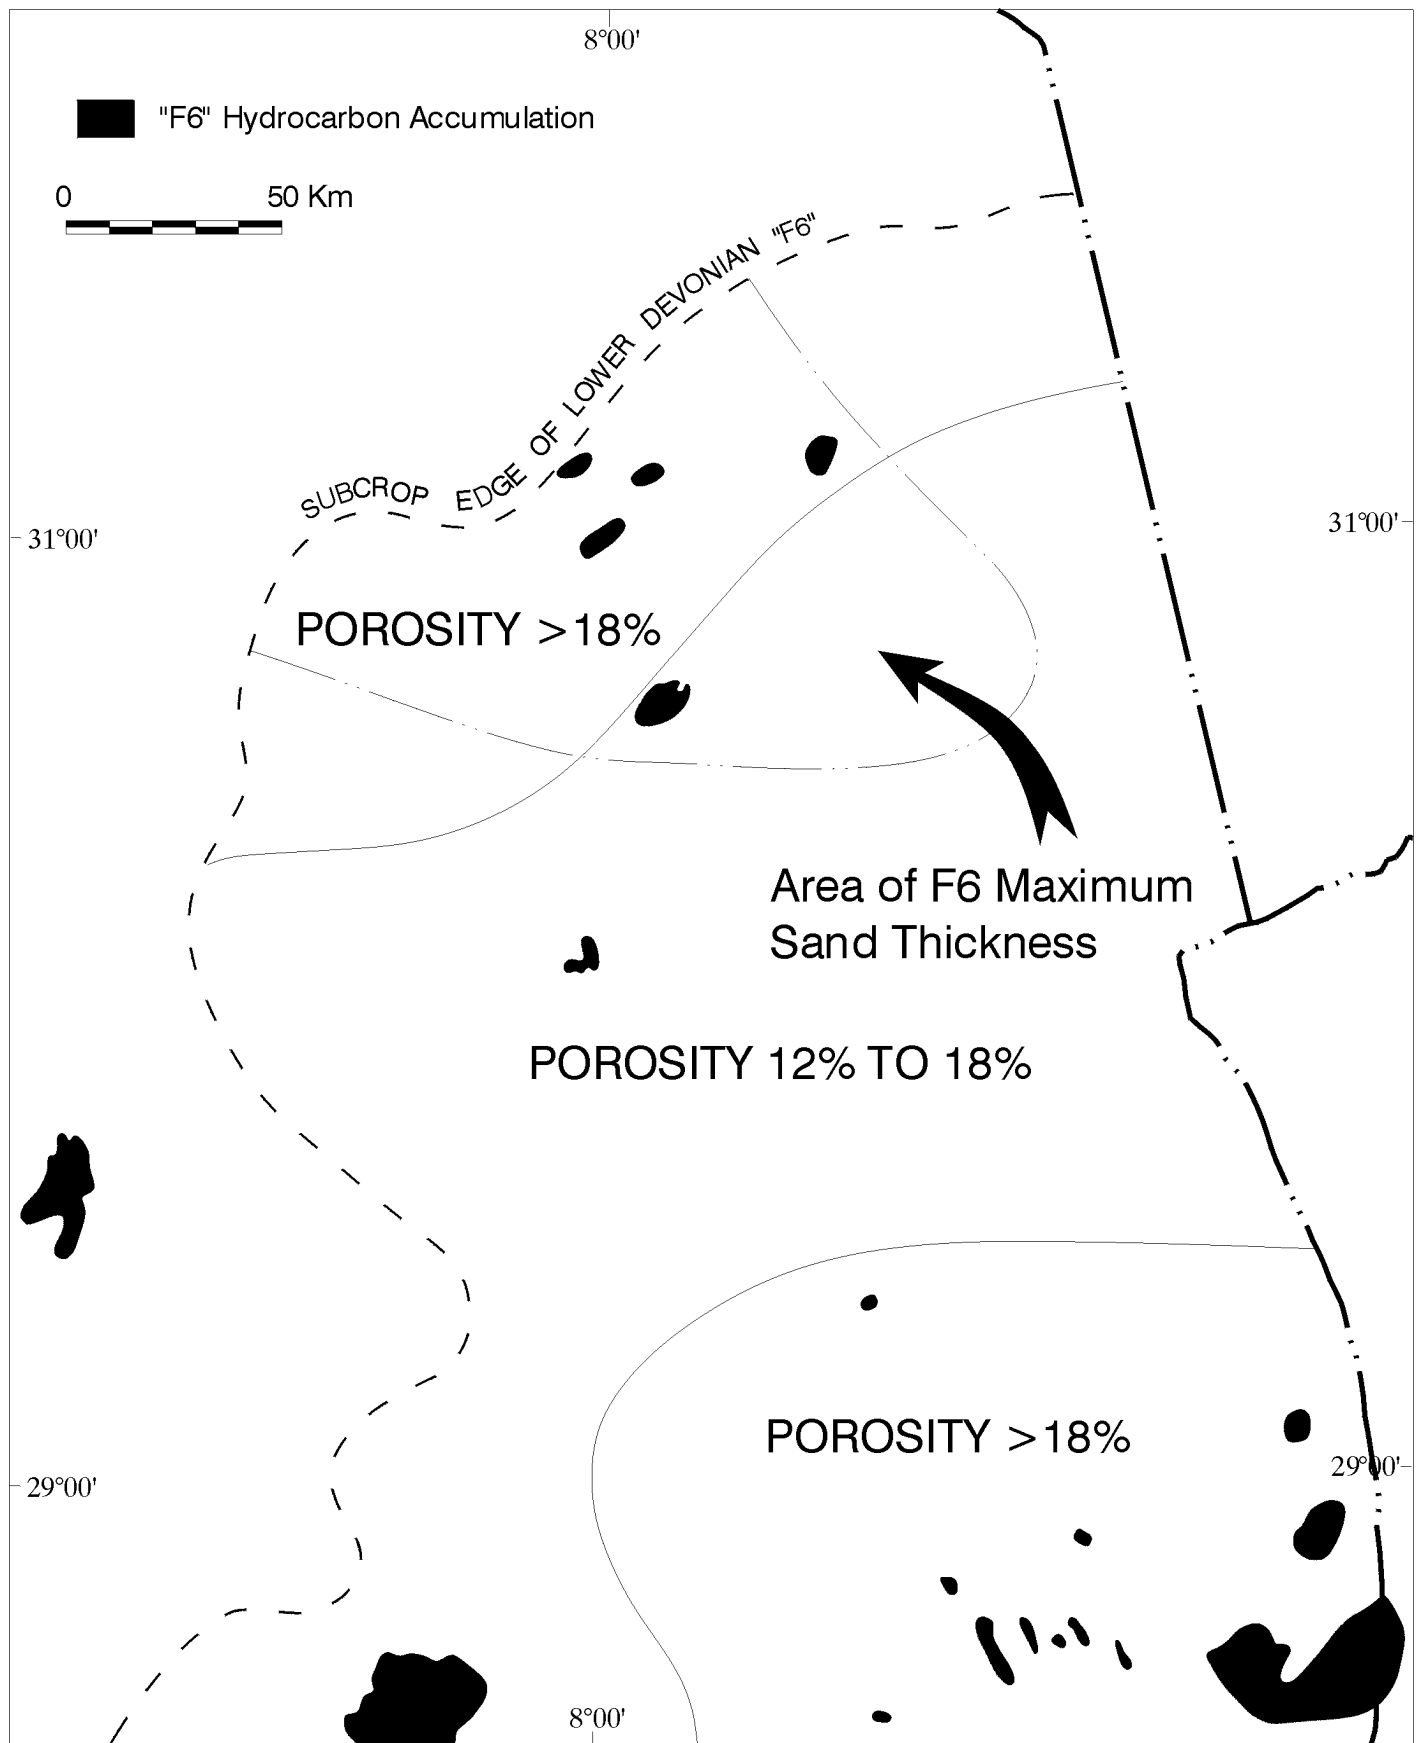 8°00'
"F6" Hydrocarbon Accumulation
0 50 Km
SUBCROP EDGE OF LOWER DEVONIAN "F6"
31°00' 31°00'
POROSITY >18%
Area of F6 Maximum
Sand Thickness
POROSITY 12% TO 18%
POROSITY >18%
29°00' 29°00'
8°00'